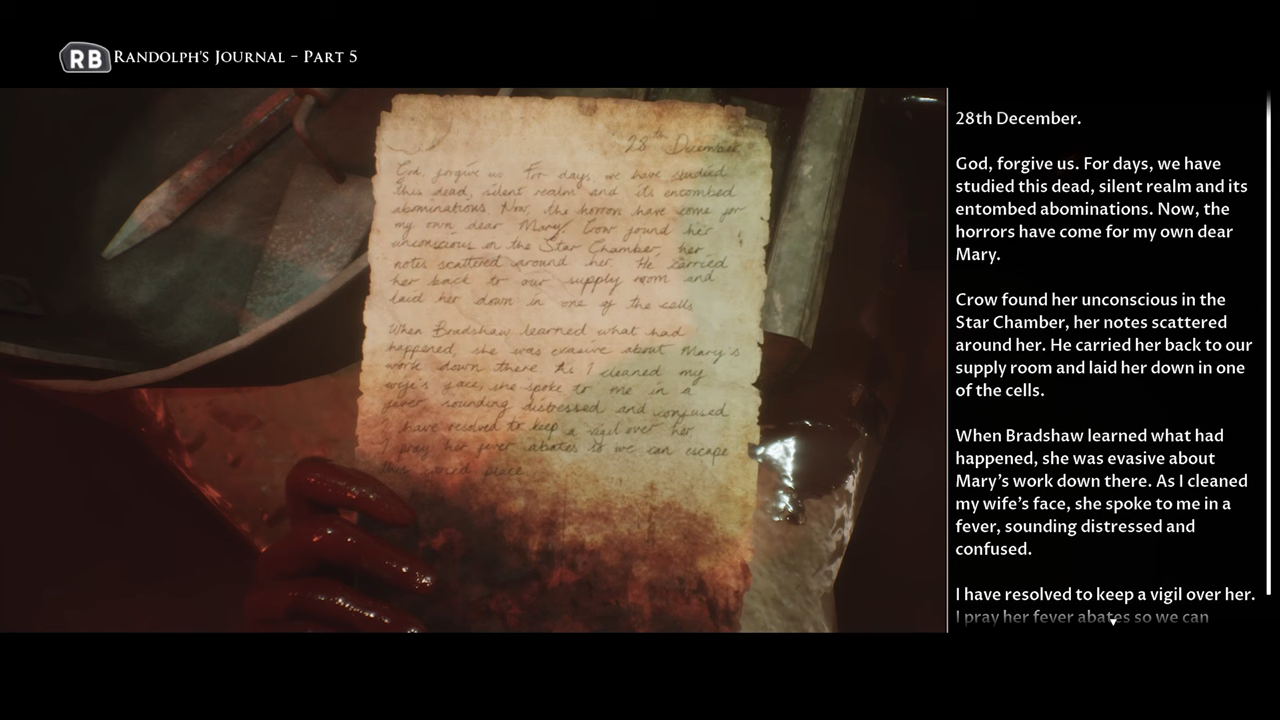 RB RANDOLPH'S JOURNAL – PART 5
28th December
God, forgive us. For days, we have studied
this dead, silent realm and its entombed
abominations. Now, the horrors have come for
my own dear Mary. Crow found her
unconscious in the Star Chamber, her
notes scattered around her. He carried
her back to our supply room and
laid her down in one of the cells
When Bradshaw learned what had
happened, she was evasive about Mary's
work down there. As I cleaned my
wife's face, she spoke to me in a
fever, sounding distressed and confused
I have resolved to keep a vigil over her
I pray her fever abates so we can escape
this place
28th December.
God, forgive us. For days, we have
studied this dead, silent realm and its
entombed abominations. Now, the
horrors have come for my own dear
Mary.
Crow found her unconscious in the
Star Chamber, her notes scattered
around her. He carried her back to our
supply room and laid her down in one
of the cells.
When Bradshaw learned what had
happened, she was evasive about
Mary's work down there. As I cleaned
my wife's face, she spoke to me in a
fever, sounding distressed and
confused.
I have resolved to keep a vigil over her.
I pray her fever abates so we can